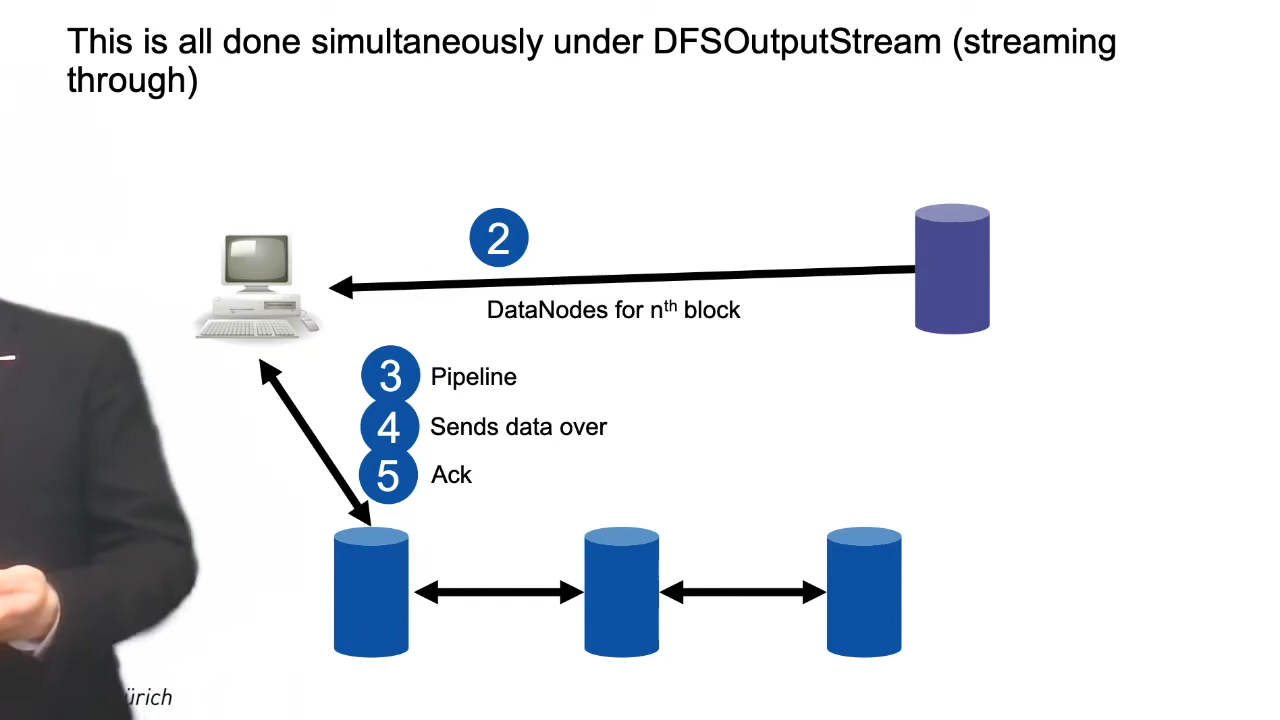 This is all done simultaneously under DFSOutputStream (streaming
through)
2
DataNodes for nth block
3 Pipeline
4 Sends data over
5 Ack
ürich